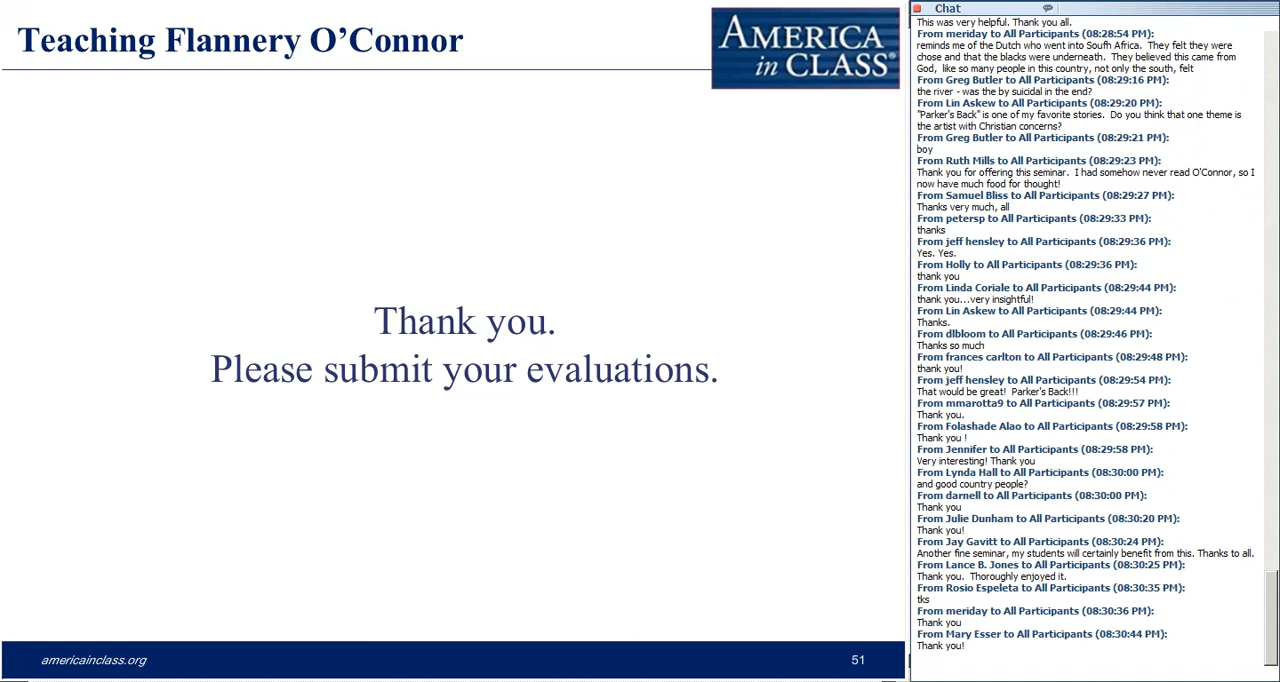 Teaching Flannery O’Connor
AMERICA
in CLASS®
Thank you.
Please submit your evaluations.
americainclass.org
51
Chat
This was very helpful. Thank you all.
From meriday to All Participants (08:28:54 PM):
reminds me of the Dutch who went into South Africa. They felt they were
chose and that the blacks were underneath. They believed this came from
God, like so many people in this country, not only the south, felt
From Greg Butler to All Participants (08:29:16 PM):
the river - was the by suicidal in the end?
From Lin Askew to All Participants (08:29:20 PM):
"Parker's Back" is one of my favorite stories. Do you think that one theme is
the artist with Christian concerns?
From Greg Butler to All Participants (08:29:21 PM):
boy
From Ruth Mills to All Participants (08:29:23 PM):
Thank you for offering this seminar. I had somehow never read O'Connor, so I
now have much food for thought!
From Samuel Bliss to All Participants (08:29:27 PM):
Thanks very much, all
From petersp to All Participants (08:29:33 PM):
thanks
From jeff hensley to All Participants (08:29:36 PM):
Yes. Yes.
From Holly to All Participants (08:29:36 PM):
thank you
From Linda Coriale to All Participants (08:29:44 PM):
thank you...very insightful!
From Lin Askew to All Participants (08:29:44 PM):
Thanks.
From dlbloom to All Participants (08:29:46 PM):
Thanks so much
From frances carlton to All Participants (08:29:48 PM):
thank you!
From jeff hensley to All Participants (08:29:54 PM):
That would be great! Parker's Back!!!
From mmarotta9 to All Participants (08:29:57 PM):
Thank you.
From Folashade Alao to All Participants (08:29:58 PM):
Thank you !
From Jennifer to All Participants (08:29:58 PM):
Very interesting! Thank you
From Lynda Hall to All Participants (08:30:00 PM):
and good country people?
From darnell to All Participants (08:30:00 PM):
Thank you
From Julie Dunham to All Participants (08:30:20 PM):
Thank you!
From Jay Gavitt to All Participants (08:30:24 PM):
Another fine seminar, my students will certainly benefit from this. Thanks to all.
From Lance B. Jones to All Participants (08:30:25 PM):
Thank you. Thoroughly enjoyed it.
From Rosio Espeleta to All Participants (08:30:35 PM):
tks
From meriday to All Participants (08:30:36 PM):
Thank you
From Mary Esser to All Participants (08:30:44 PM):
Thank you!